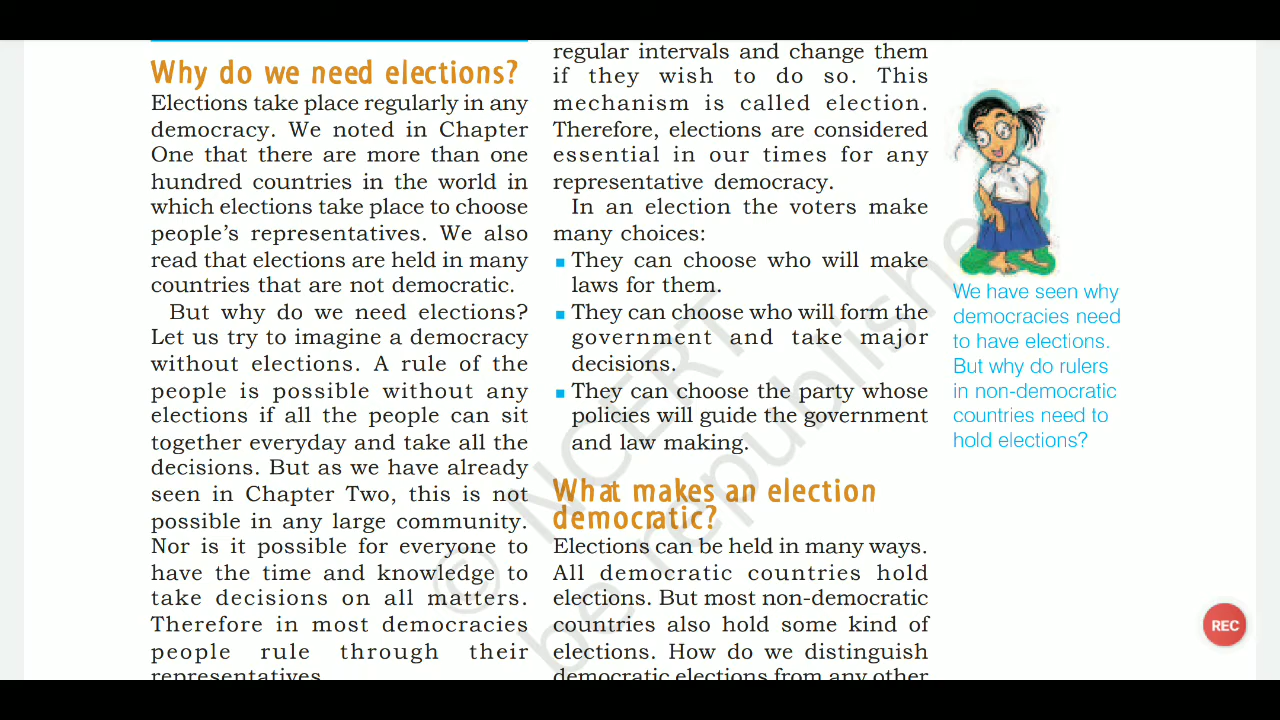 Why do we need elections?
Elections take place regularly in any
democracy. We noted in Chapter
One that there are more than one
hundred countries in the world in
which elections take place to choose
people's representatives. We also
read that elections are held in many
countries that are not democratic.
But why do we need elections?
Let us try to imagine a democracy
without elections. A rule of the
people is possible without any
elections if all the people can sit
together everyday and take all the
decisions. But as we have already
seen in Chapter Two, this is not
possible in any large community.
Nor is it possible for everyone to
have the time and knowledge to
take decisions on all matters.
Therefore in most democracies
people rule through their
representatives
regular intervals and change them
if they wish to do so. This
mechanism is called election.
Therefore, elections are considered
essential in our times for any
representative democracy.
In an election the voters make
many choices:
▪ They can choose who will make
laws for them.
▪ They can choose who will form the
government and take major
decisions.
▪ They can choose the party whose
policies will guide the government
and law making.
What makes an election
democratic?
Elections can be held in many ways.
All democratic countries hold
elections. But most non-democratic
countries also hold some kind of
elections. How do we distinguish
democratic elections from any other
We have seen why
democracies need
to have elections.
But why do rulers
in non-democratic
countries need to
hold elections?
© NCERT
be republishe
REC